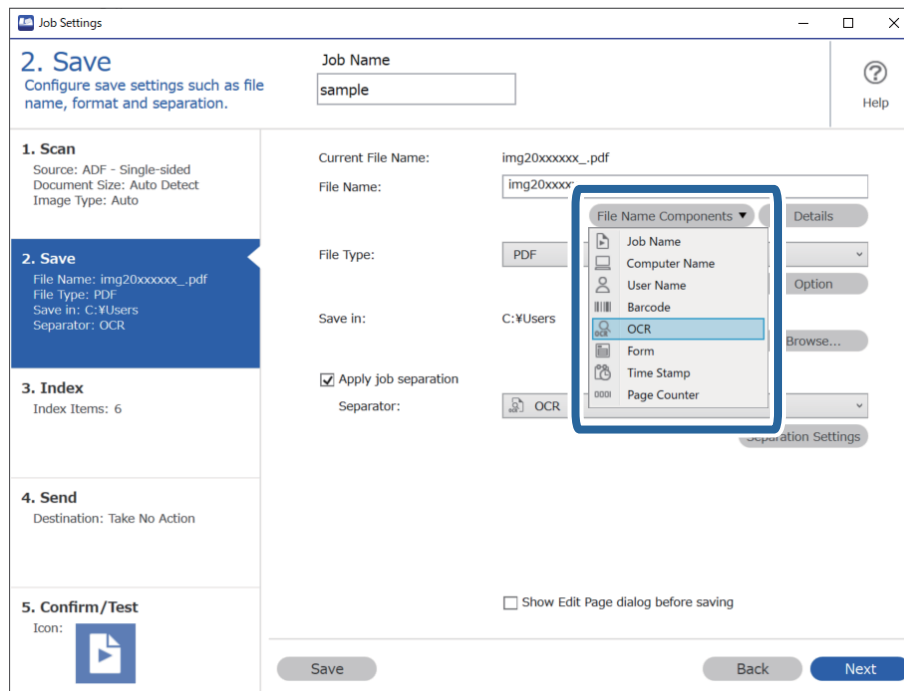 Job Settings
2. Save
Configure save settings such as file
name, format and separation.
Job Name
sample
Help
1. Scan
Source: ADF - Single-sided
Document Size: Auto Detect
Image Type: Auto
2. Save
File Name: img20xxxxxx_.pdf
File Type: PDF
Save in: C:¥Users
Separator: OCR
3. Index
Index Items: 6
4. Send
Destination: Take No Action
5. Confirm/Test
Icon:
Current File Name: img20xxxxxx_.pdf
File Name: img20xxxx
File Name Components ▼ Details
Job Name
Computer Name
User Name
Barcode
OCR
OCR
Form
Time Stamp
0001 Page Counter
File Type: PDF
Option
Save in: C:¥Users
Browse...
Apply job separation
Separator: OCR
Separation Settings
Show Edit Page dialog before saving
Save Back Next